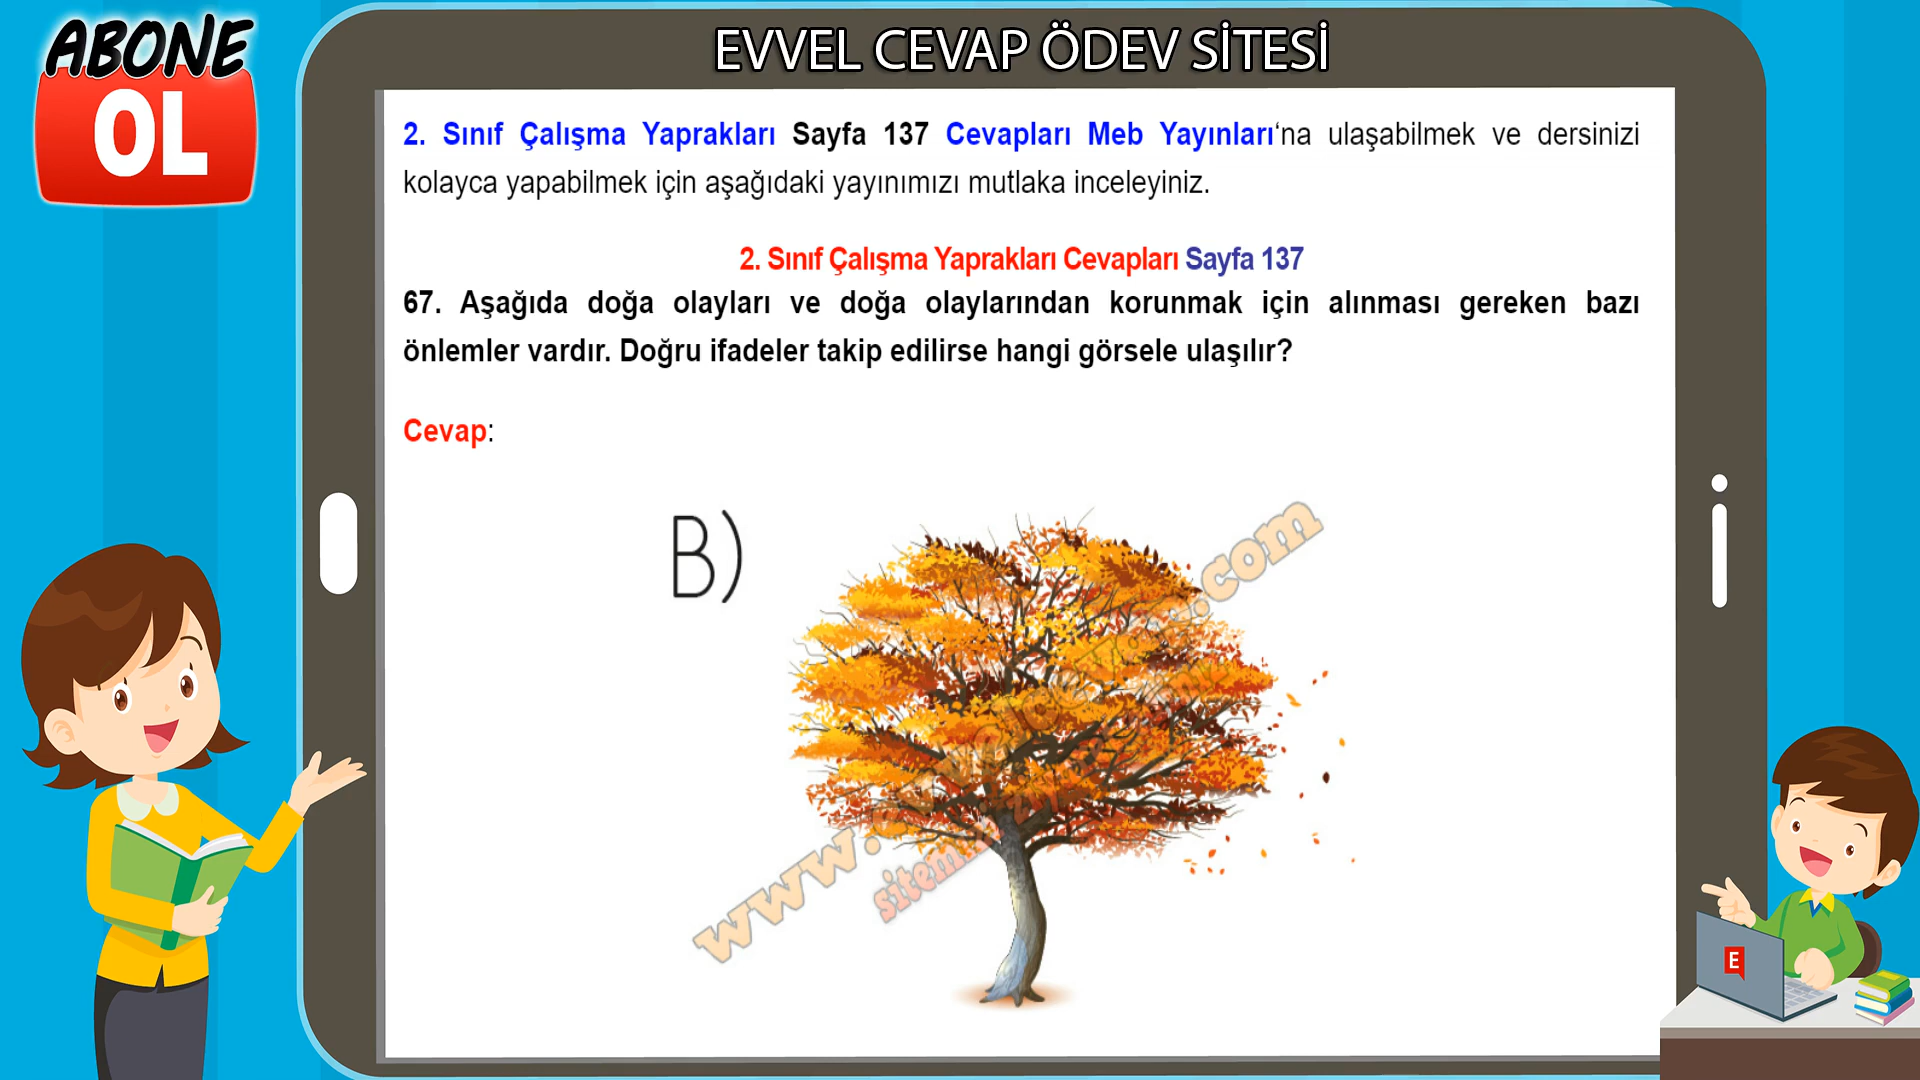 ABONE
OL
EVVEL CEVAP ÖDEV SİTESİ
2. Sınıf Çalışma Yaprakları Sayfa 137 Cevapları Meb Yayınları‘na ulaşabilmek ve dersinizi
kolayca yapabilmek için aşağıdaki yayınımızı mutlaka inceleyiniz.
2. Sınıf Çalışma Yaprakları Cevapları Sayfa 137
67. Aşağıda doğa olayları ve doğa olaylarından korunmak için alınması gereken bazı
önlemler vardır. Doğru ifadeler takip edilirse hangi görsele ulaşılır?
Cevap:
B)
E